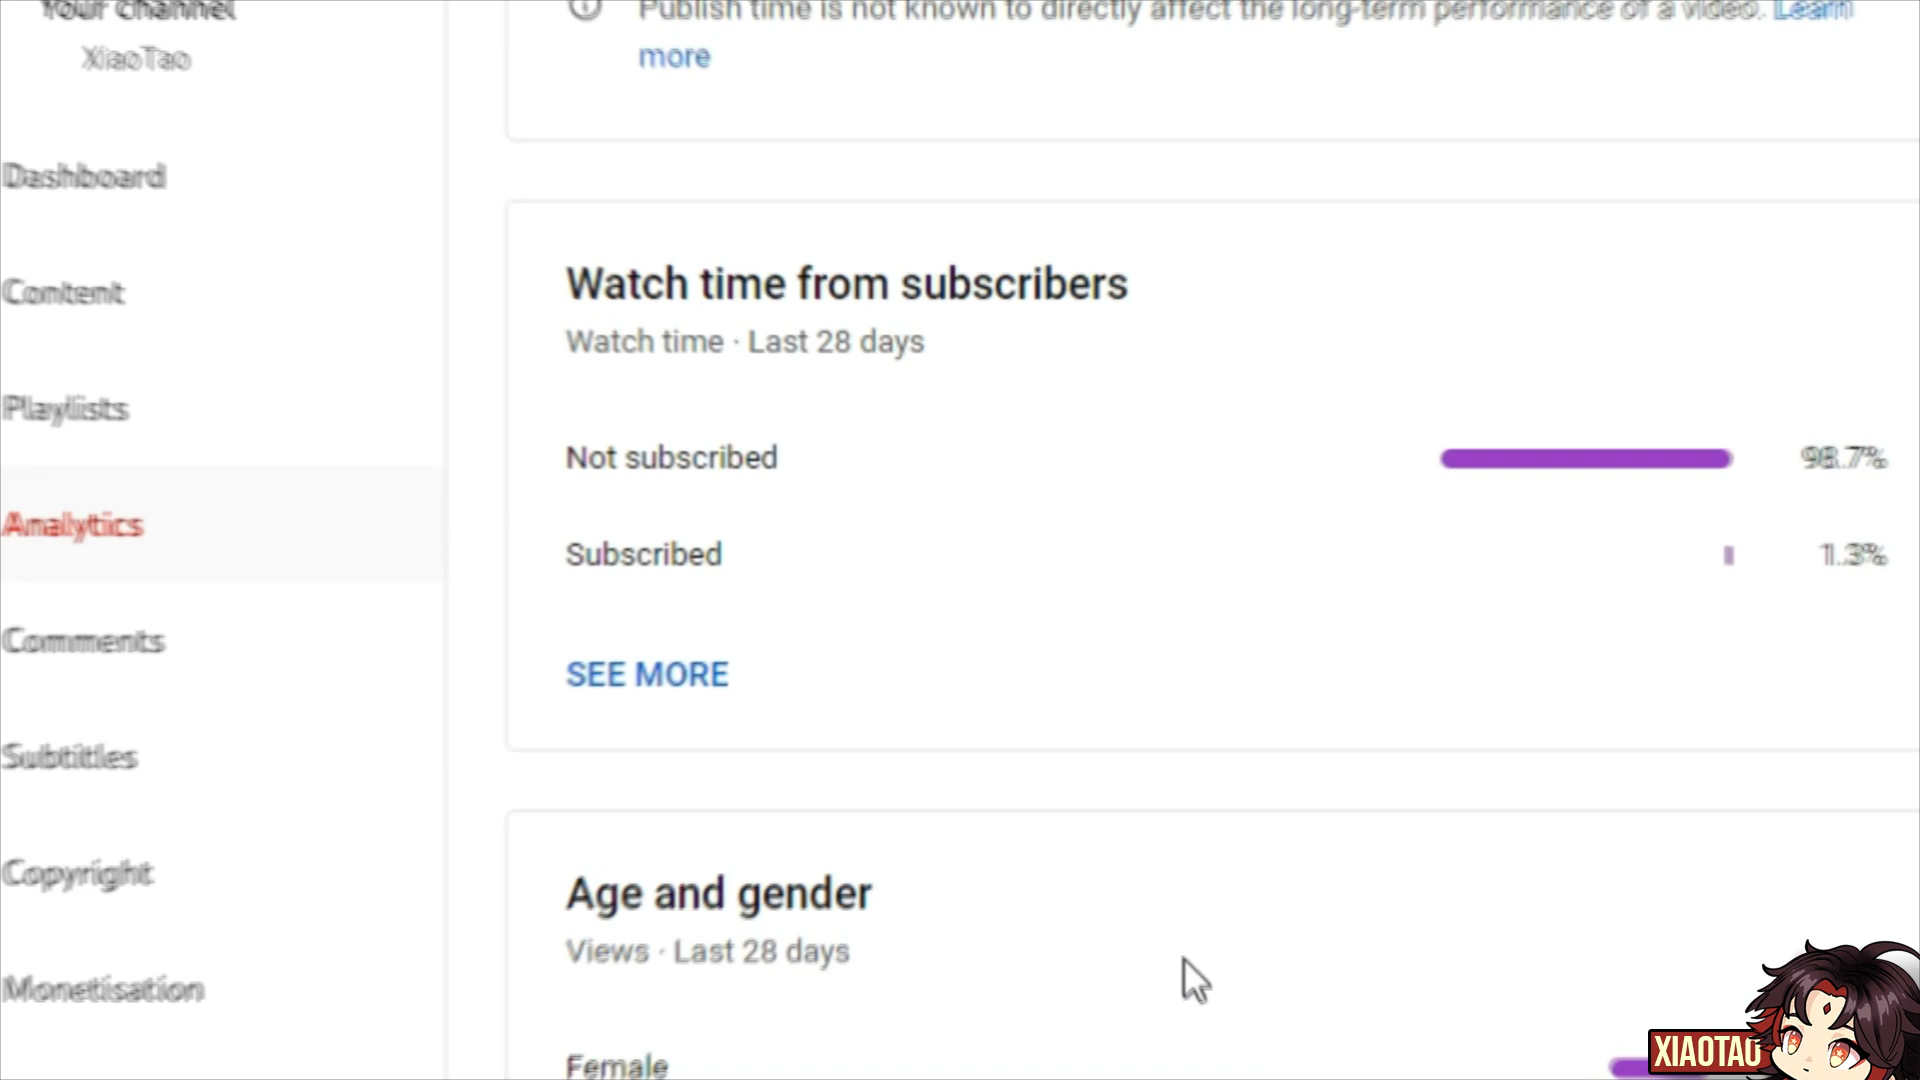 Your channel
XiaoTao
Dashboard
Content
Playlists
Analytics
Comments
Subtitles
Copyright
Monetisation
Publish time is not known to directly affect the long-term performance of a video. Learn
more
Watch time from subscribers
Watch time · Last 28 days
Not subscribed 98.7%
Subscribed 1.3%
SEE MORE
Age and gender
Views · Last 28 days
Female
XIAOTAO